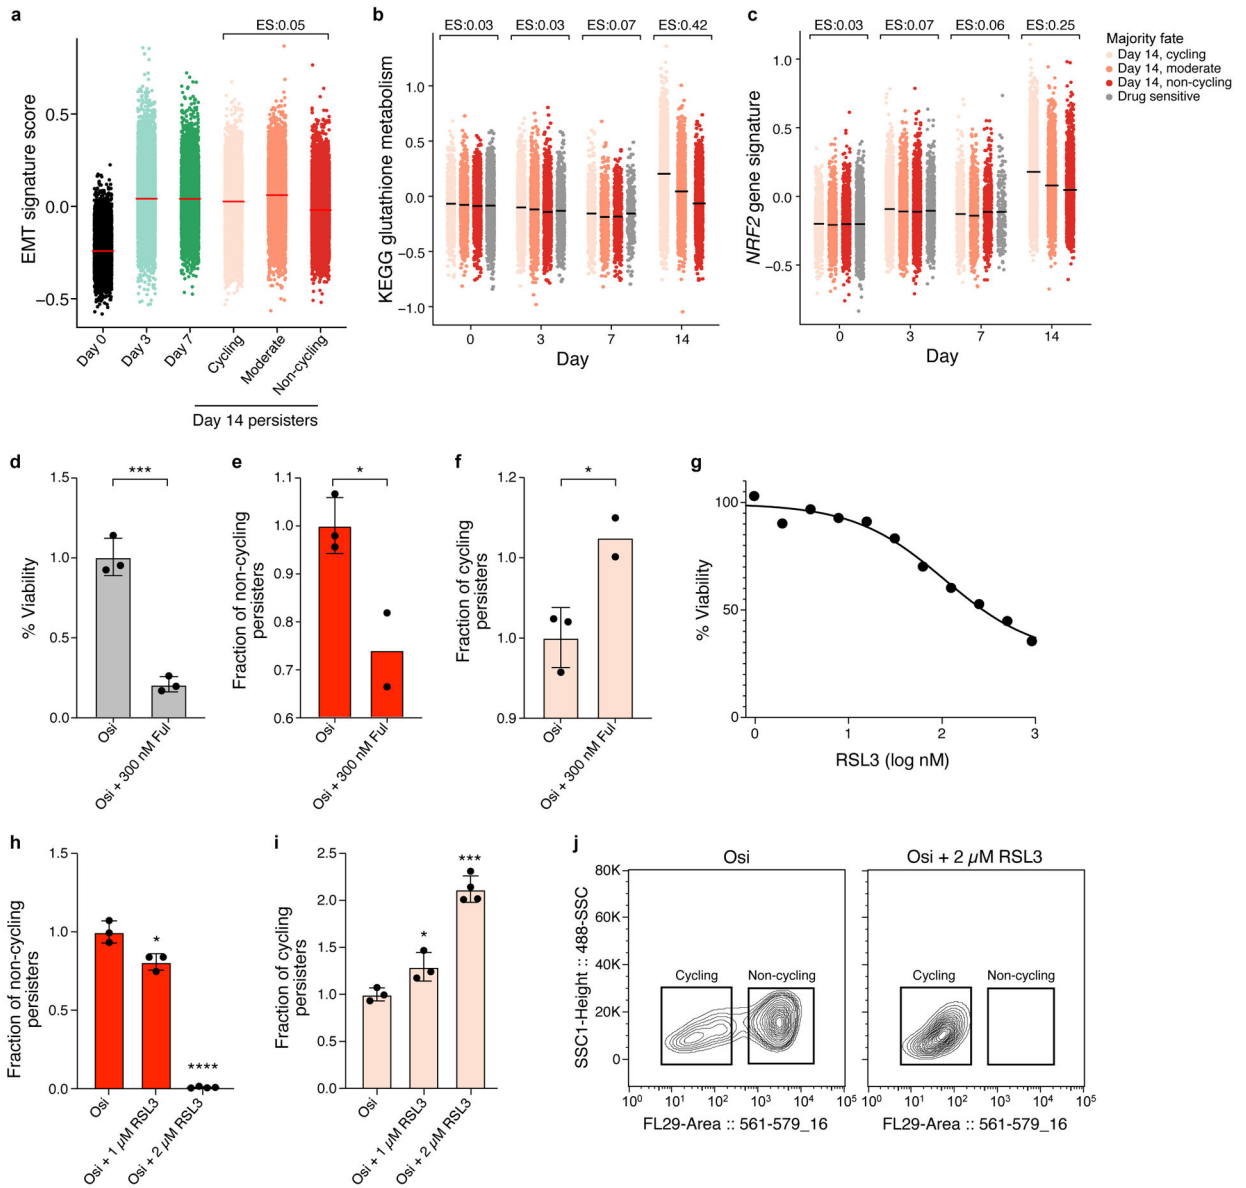 a
ES:0.05
EMT signature score
0.5
0.0
−0.5
Day 0
Day 3
Day 7
Cycling
Moderate
Non-cycling
Day 14 persisters
b
ES:0.03
ES:0.03
ES:0.07
ES:0.42
KEGG glutathione metabolism
1.0
0.5
0.0
−0.5
−1.0
0
3
7
14
Day
c
ES:0.03
ES:0.07
ES:0.06
ES:0.25
NRF2 gene signature
1.0
0.5
0.0
−0.5
0
3
7
14
Day
Majority fate
Day 14, cycling
Day 14, moderate
Day 14, non-cycling
Drug sensitive
d
***
% Viability
1.5
1.0
0.5
0.0
Osi
Osi + 300 nM Ful
e
*
Fraction of non-cycling
persisters
1.1
1.0
0.9
0.8
0.7
0.6
Osi
Osi + 300 nM Ful
f
*
Fraction of cycling
persisters
1.2
1.0
1.0
0.9
Osi
Osi + 300 nM Ful
g
% Viability
100
50
0
0
1
2
3
RSL3 (log nM)
h
Fraction of non-cycling
persisters
1.5
1.0
0.5
0.0
*
****
Osi
Osi + 1 µM RSL3
Osi + 2 µM RSL3
i
Fraction of cycling
persisters
2.5
2.0
1.5
1.0
0.5
0.0
*
***
Osi
Osi + 1 µM RSL3
Osi + 2 µM RSL3
j
Osi
Osi + 2 µM RSL3
SSC1-Height :: 488-SSC
80K
60K
40K
20K
0
Cycling
Non-cycling
10⁰ 10¹ 10² 10³ 10⁴ 10⁵
FL29-Area :: 561-579_16
Cycling
Non-cycling
10⁰ 10¹ 10² 10³ 10⁴ 10⁵
FL29-Area :: 561-579_16